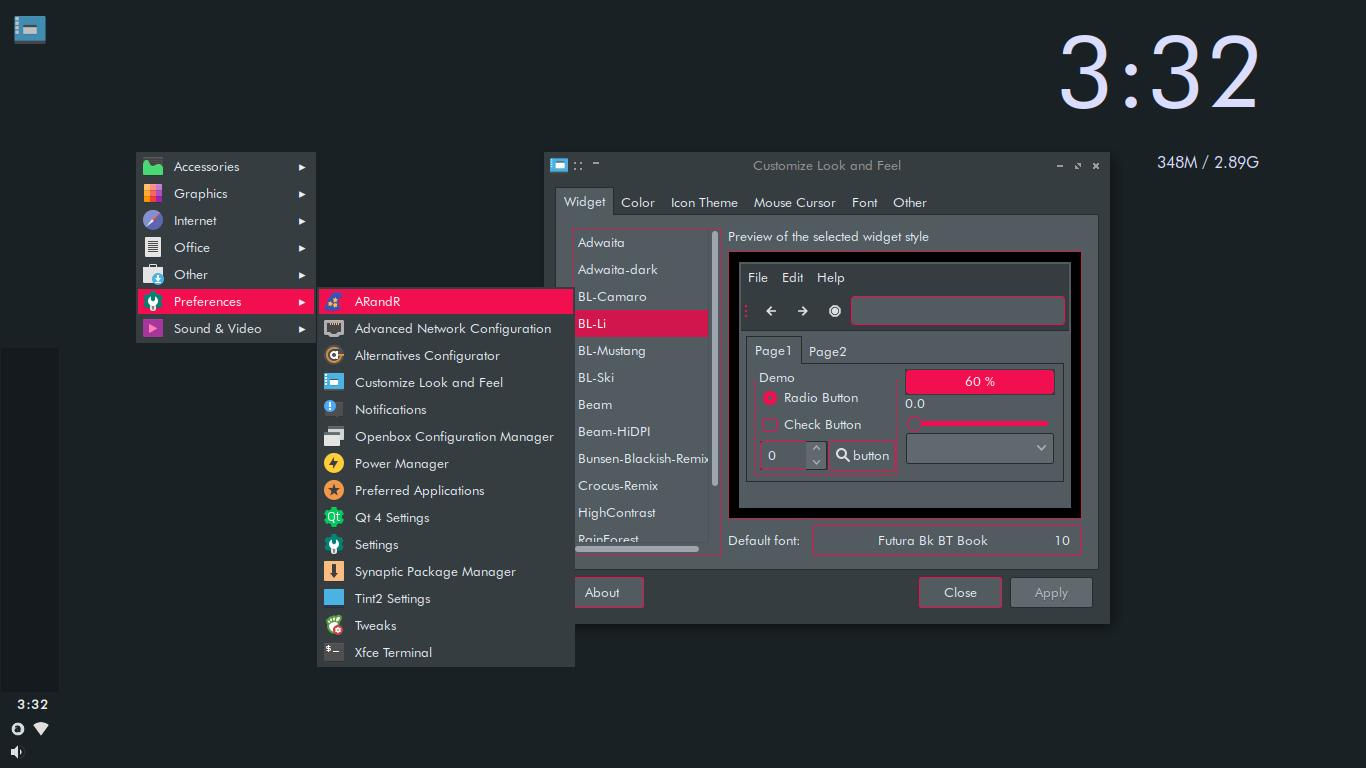 3:32
348M / 2.89G
Accessories
Graphics
Internet
Office
Other
Preferences
Sound & Video
ARandR
Advanced Network Configuration
Alternatives Configurator
Customize Look and Feel
Notifications
Openbox Configuration Manager
Power Manager
Preferred Applications
Qt 4 Settings
Settings
Synaptic Package Manager
Tint2 Settings
Tweaks
Xfce Terminal
Customize Look and Feel
Widget Color Icon Theme Mouse Cursor Font Other
Adwaita
Adwaita-dark
BL-Camaro
BL-Li
BL-Mustang
BL-Ski
Beam
Beam-HiDPI
Bunsen-Blackish-Remix
Crocus-Remix
HighContrast
RainForest
Preview of the selected widget style
File Edit Help
Page1 Page2
Demo
Radio Button
Check Button
0
button
60 %
0.0
Default font: Futura Bk BT Book 10
About Close Apply
3:32